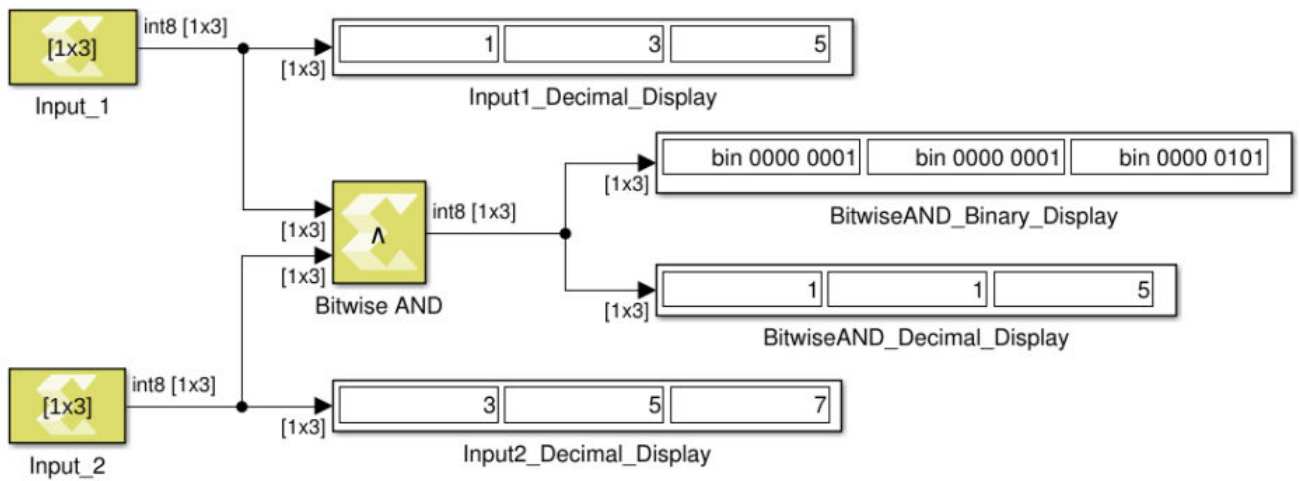 int8 [1x3]
[1x3]
1 3 5
[1x3]
Input_1
Input1_Decimal_Display
bin 0000 0001 bin 0000 0001 bin 0000 0101
[1x3]
BitwiseAND_Binary_Display
int8 [1x3]
[1x3]
∧
[1x3]
Bitwise AND
1 1 5
[1x3]
BitwiseAND_Decimal_Display
int8 [1x3]
[1x3]
3 5 7
[1x3]
Input_2
Input2_Decimal_Display